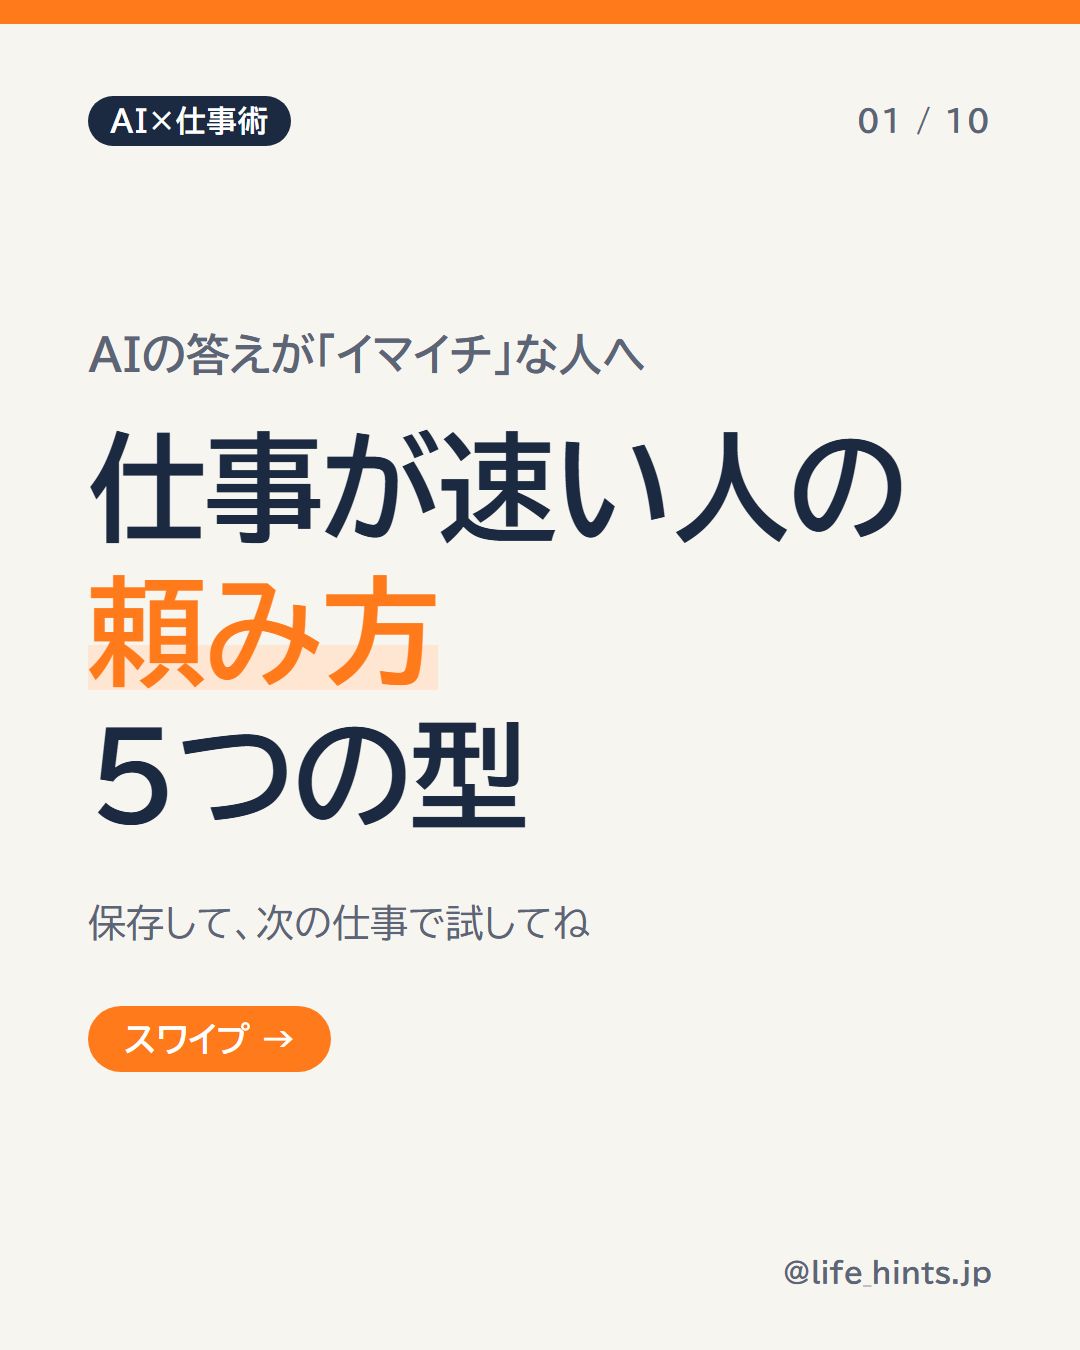 AI×仕事術
01 / 10
AIの答えが「イマイチ」な人へ
仕事が速い人の
頼み方
5つの型
保存して、次の仕事で試してね
スワイプ →
@life_hints.jp